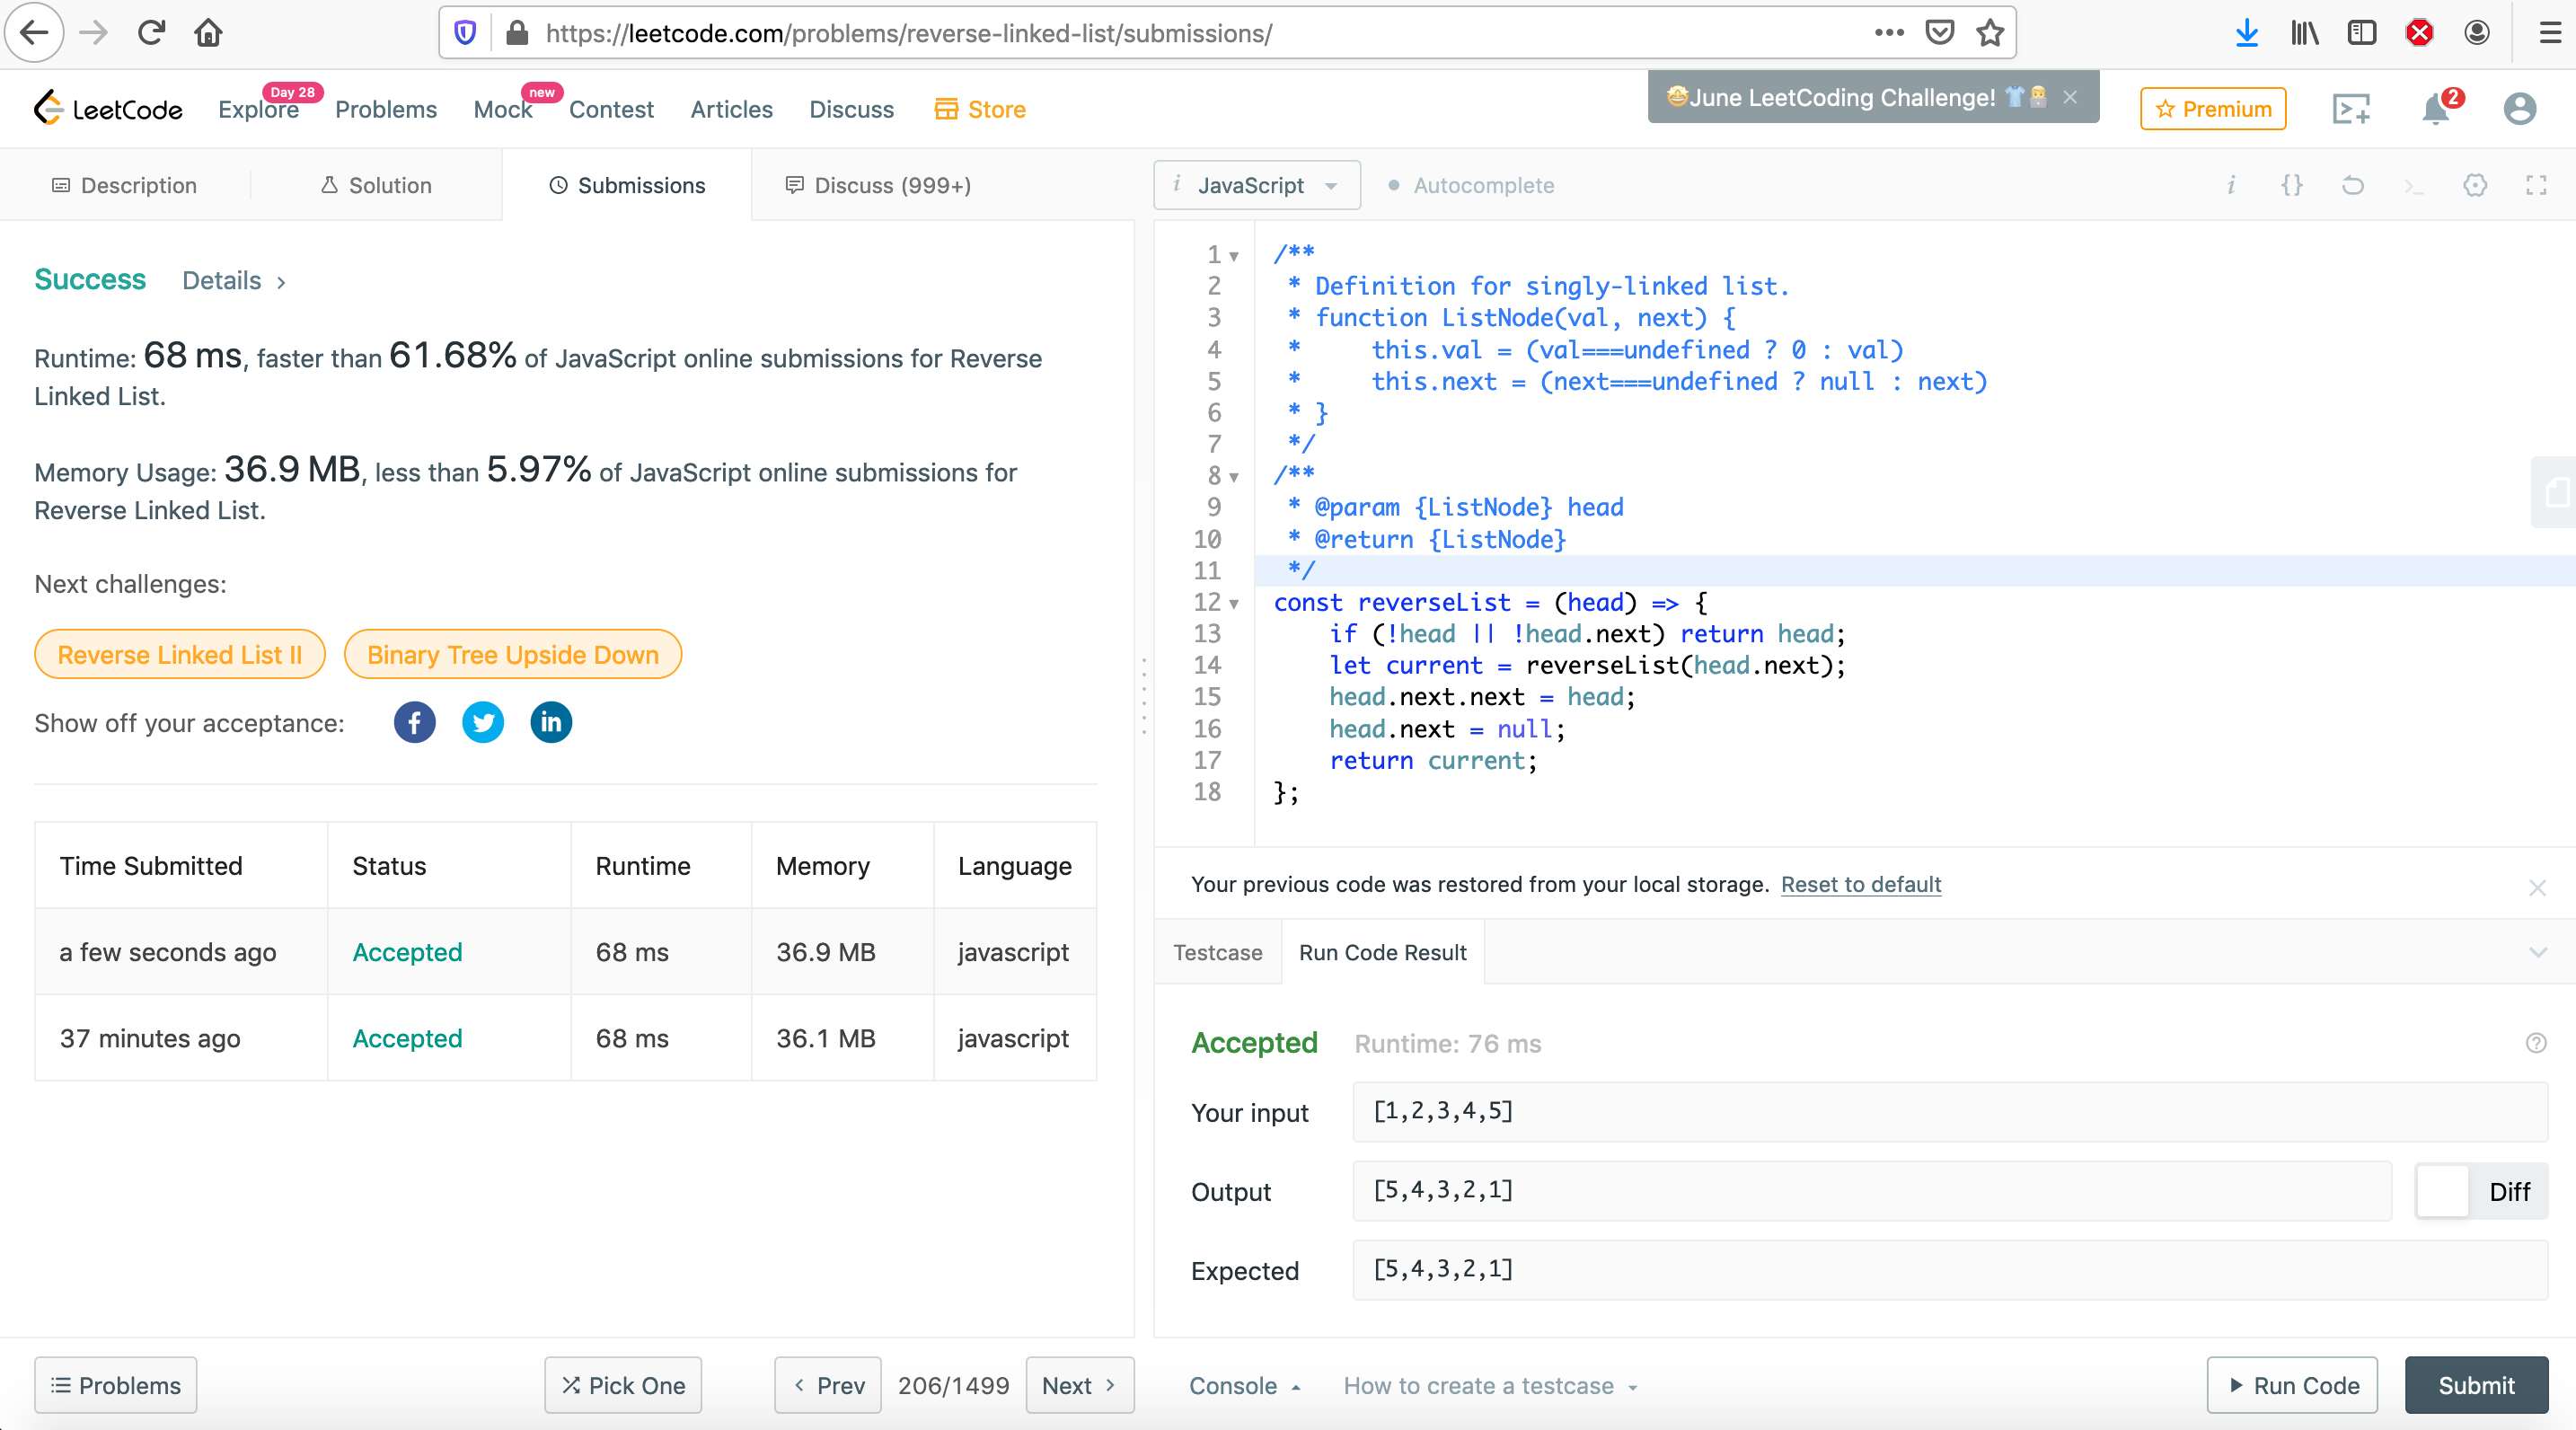 https://leetcode.com/problems/reverse-linked-list/submissions/
LeetCode
Explore
Day 28
Problems
Mock
new
Contest
Articles
Discuss
Store
🤩June LeetCoding Challenge!
Premium
2
Description
Solution
Submissions
Discuss (999+)
i JavaScript
Autocomplete
i {} >_
Success Details >
Runtime: 68 ms, faster than 61.68% of JavaScript online submissions for Reverse
Linked List.
Memory Usage: 36.9 MB, less than 5.97% of JavaScript online submissions for
Reverse Linked List.
Next challenges:
Reverse Linked List II
Binary Tree Upside Down
Show off your acceptance:
f
in
Time Submitted Status Runtime Memory Language
a few seconds ago Accepted 68 ms 36.9 MB javascript
37 minutes ago Accepted 68 ms 36.1 MB javascript
1 /**
2 * Definition for singly-linked list.
3 * function ListNode(val, next) {
4 *     this.val = (val===undefined ? 0 : val)
5 *     this.next = (next===undefined ? null : next)
6 * }
7 */
8 /**
9 * @param {ListNode} head
10 * @return {ListNode}
11 */
12 const reverseList = (head) => {
13     if (!head || !head.next) return head;
14     let current = reverseList(head.next);
15     head.next.next = head;
16     head.next = null;
17     return current;
18 };
Your previous code was restored from your local storage. Reset to default
Testcase
Run Code Result
Accepted Runtime: 76 ms
Your input [1,2,3,4,5]
Output [5,4,3,2,1]
Diff
Expected [5,4,3,2,1]
Problems
Pick One
< Prev
206/1499
Next >
Console
How to create a testcase
Run Code
Submit